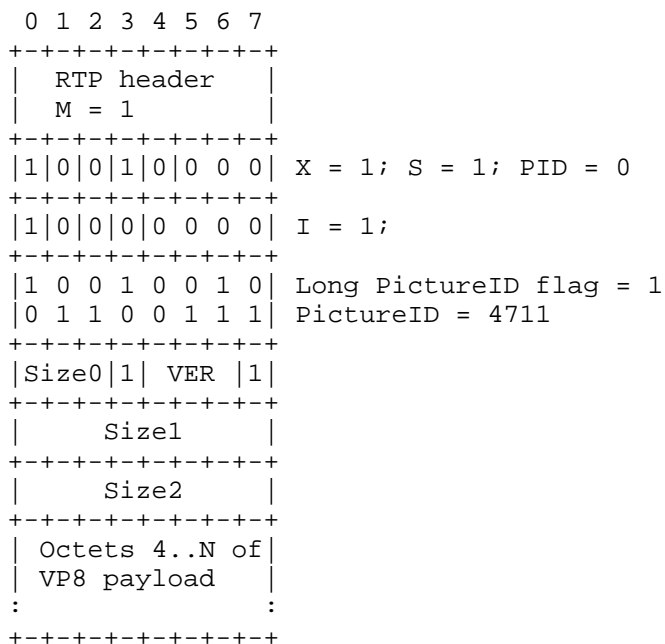 0 1 2 3 4 5 6 7
+-+-+-+-+-+-+-+-+
|  RTP header   |
|  M = 1        |
+-+-+-+-+-+-+-+-+
|1|0|0|1|0|0 0 0| X = 1; S = 1; PID = 0
+-+-+-+-+-+-+-+-+
|1|0|0|0|0 0 0 0| I = 1;
+-+-+-+-+-+-+-+-+
|1 0 0 1 0 0 1 0| Long PictureID flag = 1
|0 1 1 0 0 1 1 1| PictureID = 4711
+-+-+-+-+-+-+-+-+
|Size0|1| VER |1|
+-+-+-+-+-+-+-+-+
|     Size1     |
+-+-+-+-+-+-+-+-+
|     Size2     |
+-+-+-+-+-+-+-+-+
| Octets 4..N of|
| VP8 payload   |
:               :
+-+-+-+-+-+-+-+-+